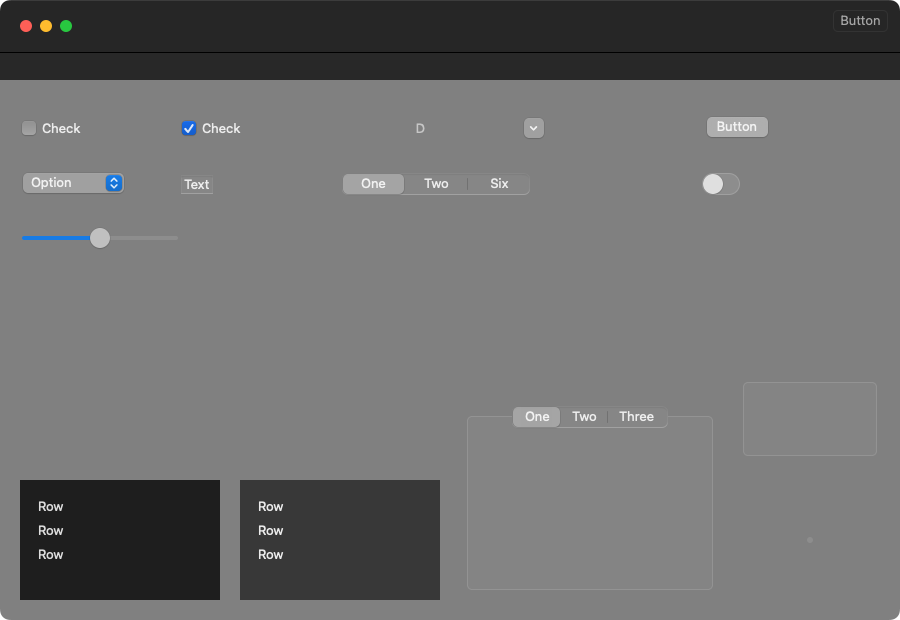 Button
Check
Check
D
Button
Option
Text
One
Two
Six
One
Two
Three
Row
Row
Row
Row
Row
Row